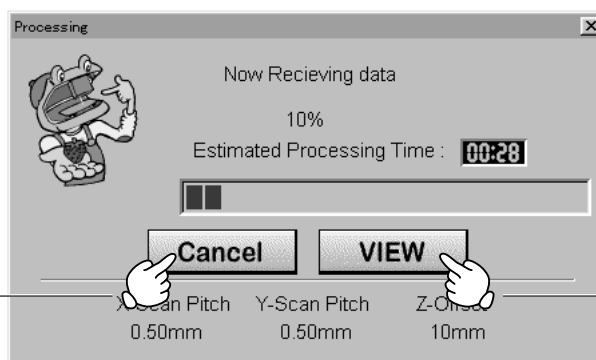 Processing
Now Recieving data
10%
Estimated Processing Time : 00:28
Cancel VIEW
X-Scan Pitch Y-Scan Pitch Z-Offset
0.50mm 0.50mm 10mm